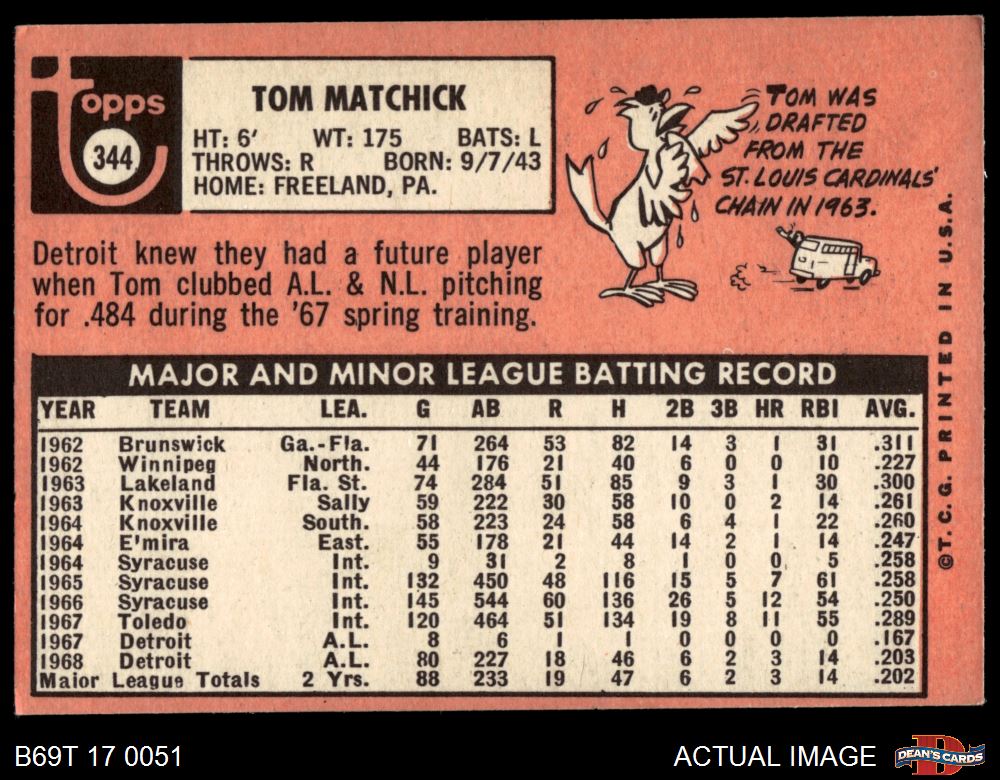 topps
344
TOM MATCHICK
HT: 6' WT: 175 BATS: L
THROWS: R BORN: 9/7/43
HOME: FREELAND, PA.
TOM WAS
DRAFTED
FROM THE
ST. LOUIS CARDINALS'
CHAIN IN 1963.
Detroit knew they had a future player
when Tom clubbed A.L. & N.L. pitching
for .484 during the '67 spring training.
MAJOR AND MINOR LEAGUE BATTING RECORD
YEAR TEAM LEA. G AB R H 2B 3B HR RBI AVG.
1962 Brunswick Ga.-Fla. 71 264 53 82 14 3 1 31 .311
1962 Winnipeg North. 44 176 21 40 6 0 0 10 .227
1963 Lakeland Fla. St. 74 284 51 85 9 3 1 30 .300
1963 Knoxville Sally 59 222 30 58 10 0 2 14 .261
1964 Knoxville South. 58 223 24 58 6 4 1 22 .260
1964 E'mira East. 55 178 21 44 14 2 1 14 .247
1964 Syracuse Int. 9 31 2 8 1 0 0 5 .258
1965 Syracuse Int. 132 450 48 116 15 5 7 61 .258
1966 Syracuse Int. 145 544 60 136 26 5 12 54 .250
1967 Toledo Int. 120 464 51 134 19 8 11 55 .289
1967 Detroit A.L. 8 6 1 1 0 0 0 0 .167
1968 Detroit A.L. 80 227 18 46 6 2 3 14 .203
Major League Totals 2 Yrs. 88 233 19 47 6 2 3 14 .202
©T.C.G. PRINTED IN U.S.A.
B69T 17 0051
ACTUAL IMAGE
D
DEAN'S CARDS